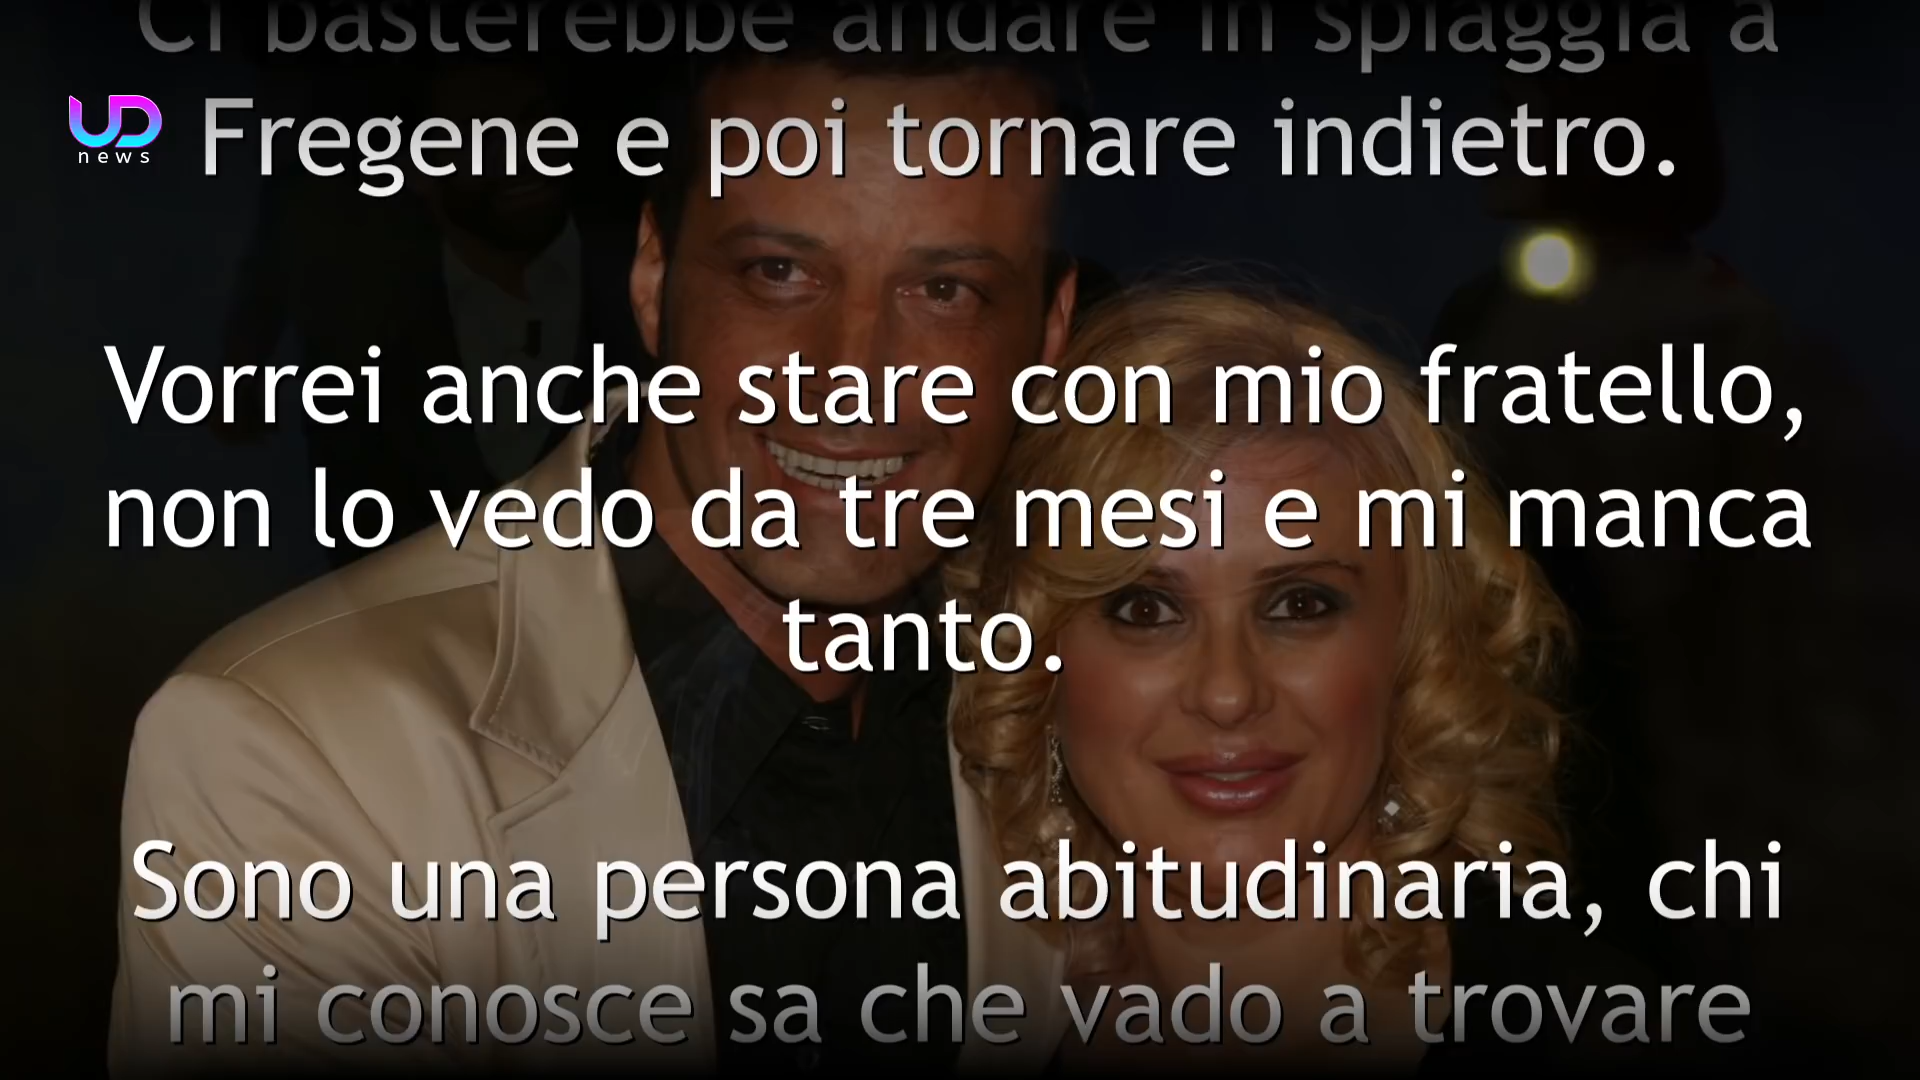 Ci basterebbe andare in spiaggia a
UD
news
Fregene e poi tornare indietro.
Vorrei anche stare con mio fratello,
non lo vedo da tre mesi e mi manca
tanto.
Sono una persona abitudinaria, chi
mi conosce sa che vado a trovare